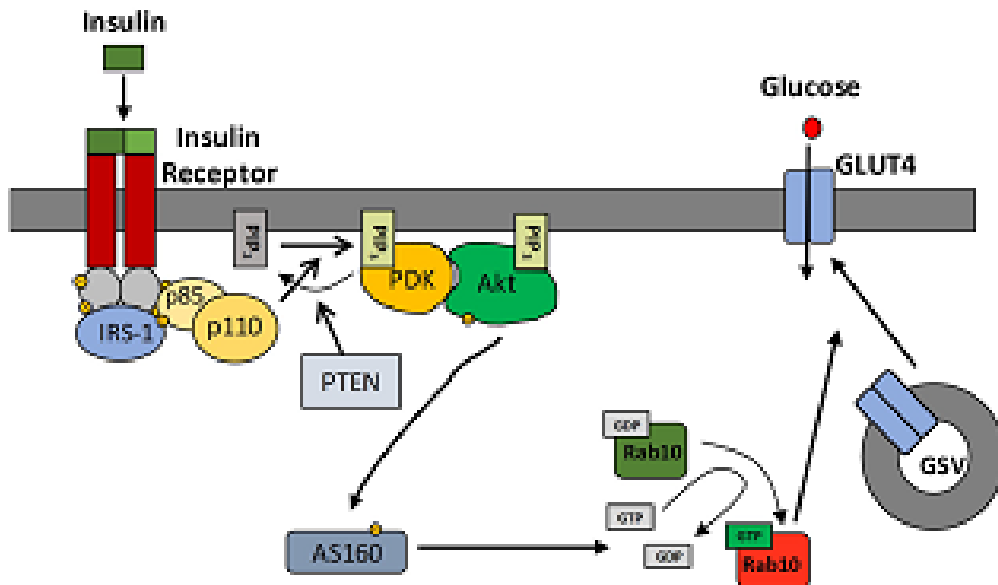 Insulin
Glucose
Insulin
Receptor
GLUT4
PDK
Akt
p85
IRS-1
p110
PTEN
GDP
Rab10
GSV
GTP
GDP
GTP
Rab10
AS160